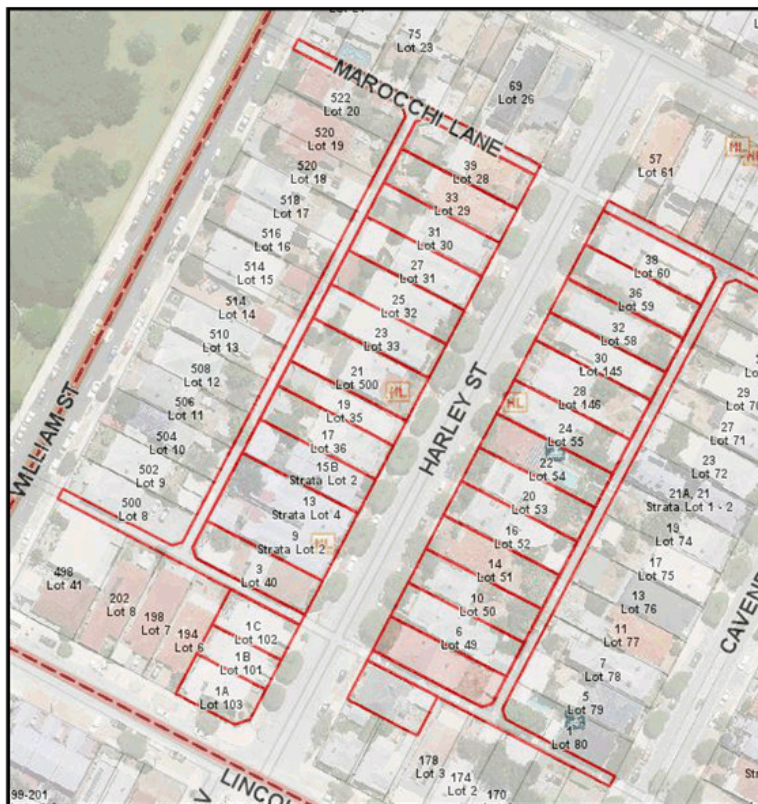 75
Lot 23
MAROCCHI LANE
69
Lot 26
522
Lot 20
520
Lot 19
520
Lot 18
518
Lot 17
516
Lot 16
514
Lot 15
514
Lot 14
510
Lot 13
508
Lot 12
506
Lot 11
504
Lot 10
502
Lot 9
500
Lot 8
WILLIAM ST
39
Lot 28
33
Lot 29
31
Lot 30
27
Lot 31
25
Lot 32
23
Lot 33
21
Lot 500
19
Lot 35
17
Lot 36
15B
Strata Lot 2
13
Strata Lot 4
9
Strata Lot 2
3
Lot 40
1C
Lot 102
1B
Lot 101
1A
Lot 103
498
Lot 41
202
Lot 8
198
Lot 7
194
Lot 6
HARLEY ST
HL
HL
57
Lot 61
ML
38
Lot 60
36
Lot 59
32
Lot 58
30
Lot 145
28
Lot 146
24
Lot 55
22
Lot 54
20
Lot 53
16
Lot 52
14
Lot 51
10
Lot 50
6
Lot 49
29
27
Lot 71
23
Lot 72
21A, 21
Strata Lot 1 - 2
19
Lot 74
17
Lot 75
13
Lot 76
11
Lot 77
7
Lot 78
5
Lot 79
1
Lot 80
178
Lot 3
174
Lot 2
170
99-201